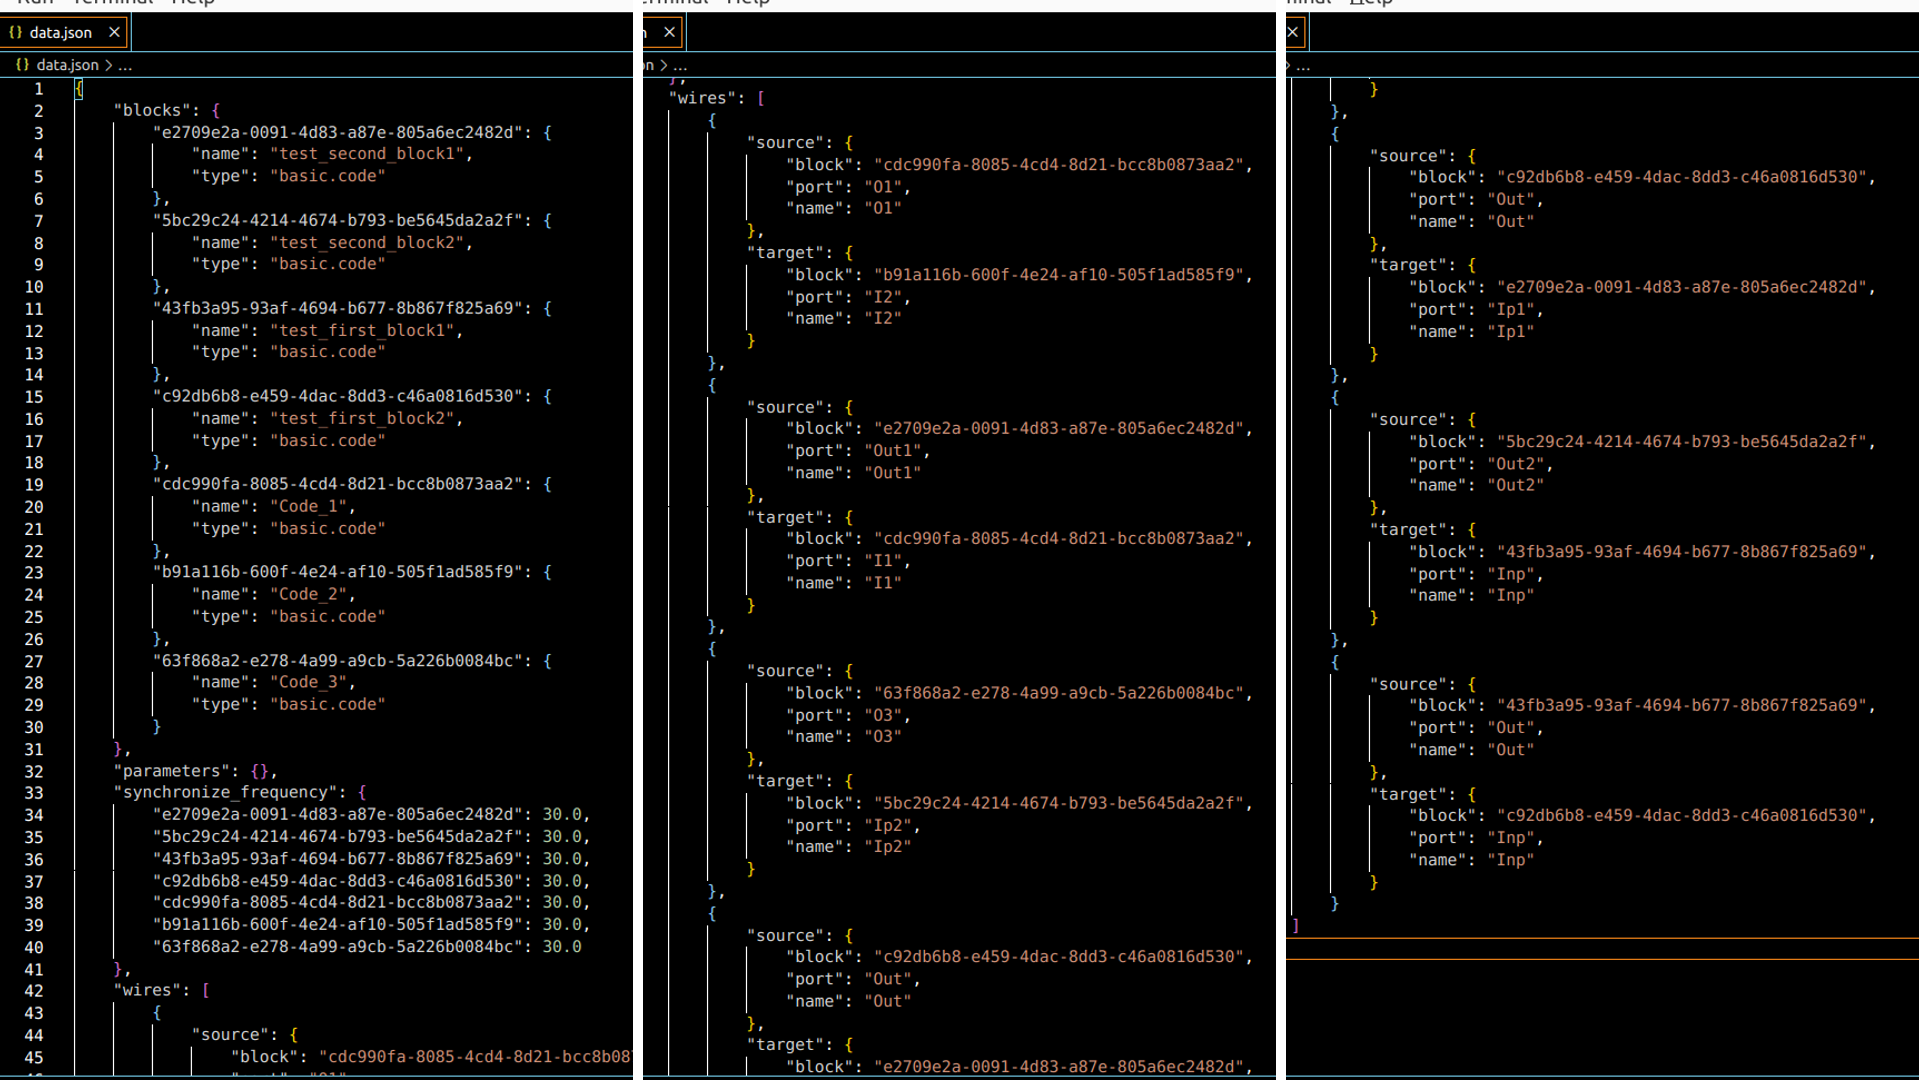 Run Terminal Help
{} data.json ×
{} data.json > ...
1 {
2 "blocks": {
3 "e2709e2a-0091-4d83-a87e-805a6ec2482d": {
4 "name": "test_second_block1",
5 "type": "basic.code"
6 },
7 "5bc29c24-4214-4674-b793-be5645da2a2f": {
8 "name": "test_second_block2",
9 "type": "basic.code"
10 },
11 "43fb3a95-93af-4694-b677-8b867f825a69": {
12 "name": "test_first_block1",
13 "type": "basic.code"
14 },
15 "c92db6b8-e459-4dac-8dd3-c46a0816d530": {
16 "name": "test_first_block2",
17 "type": "basic.code"
18 },
19 "cdc990fa-8085-4cd4-8d21-bcc8b0873aa2": {
20 "name": "Code_1",
21 "type": "basic.code"
22 },
23 "b91a116b-600f-4e24-af10-505f1ad585f9": {
24 "name": "Code_2",
25 "type": "basic.code"
26 },
27 "63f868a2-e278-4a99-a9cb-5a226b0084bc": {
28 "name": "Code_3",
29 "type": "basic.code"
30 }
31 },
32 "parameters": {},
33 "synchronize_frequency": {
34 "e2709e2a-0091-4d83-a87e-805a6ec2482d": 30.0,
35 "5bc29c24-4214-4674-b793-be5645da2a2f": 30.0,
36 "43fb3a95-93af-4694-b677-8b867f825a69": 30.0,
37 "c92db6b8-e459-4dac-8dd3-c46a0816d530": 30.0,
38 "cdc990fa-8085-4cd4-8d21-bcc8b0873aa2": 30.0,
39 "b91a116b-600f-4e24-af10-505f1ad585f9": 30.0,
40 "63f868a2-e278-4a99-a9cb-5a226b0084bc": 30.0
41 },
42 "wires": [
43 {
44 "source": {
45 "block": "cdc990fa-8085-4cd4-8d21-bcc8b08
erminal Help
n ×
on > ...
},
"wires": [
{
"source": {
"block": "cdc990fa-8085-4cd4-8d21-bcc8b0873aa2",
"port": "O1",
"name": "O1"
},
"target": {
"block": "b91a116b-600f-4e24-af10-505f1ad585f9",
"port": "I2",
"name": "I2"
}
},
{
"source": {
"block": "e2709e2a-0091-4d83-a87e-805a6ec2482d",
"port": "Out1",
"name": "Out1"
},
"target": {
"block": "cdc990fa-8085-4cd4-8d21-bcc8b0873aa2",
"port": "I1",
"name": "I1"
}
},
{
"source": {
"block": "63f868a2-e278-4a99-a9cb-5a226b0084bc",
"port": "O3",
"name": "O3"
},
"target": {
"block": "5bc29c24-4214-4674-b793-be5645da2a2f",
"port": "Ip2",
"name": "Ip2"
}
},
{
"source": {
"block": "c92db6b8-e459-4dac-8dd3-c46a0816d530",
"port": "Out",
"name": "Out"
},
"target": {
"block": "e2709e2a-0091-4d83-a87e-805a6ec2482d",
minal Help
×
> ...
}
},
{
"source": {
"block": "c92db6b8-e459-4dac-8dd3-c46a0816d530",
"port": "Out",
"name": "Out"
},
"target": {
"block": "e2709e2a-0091-4d83-a87e-805a6ec2482d",
"port": "Ip1",
"name": "Ip1"
}
},
{
"source": {
"block": "5bc29c24-4214-4674-b793-be5645da2a2f",
"port": "Out2",
"name": "Out2"
},
"target": {
"block": "43fb3a95-93af-4694-b677-8b867f825a69",
"port": "Inp",
"name": "Inp"
}
},
{
"source": {
"block": "43fb3a95-93af-4694-b677-8b867f825a69",
"port": "Out",
"name": "Out"
},
"target": {
"block": "c92db6b8-e459-4dac-8dd3-c46a0816d530",
"port": "Inp",
"name": "Inp"
}
}
]